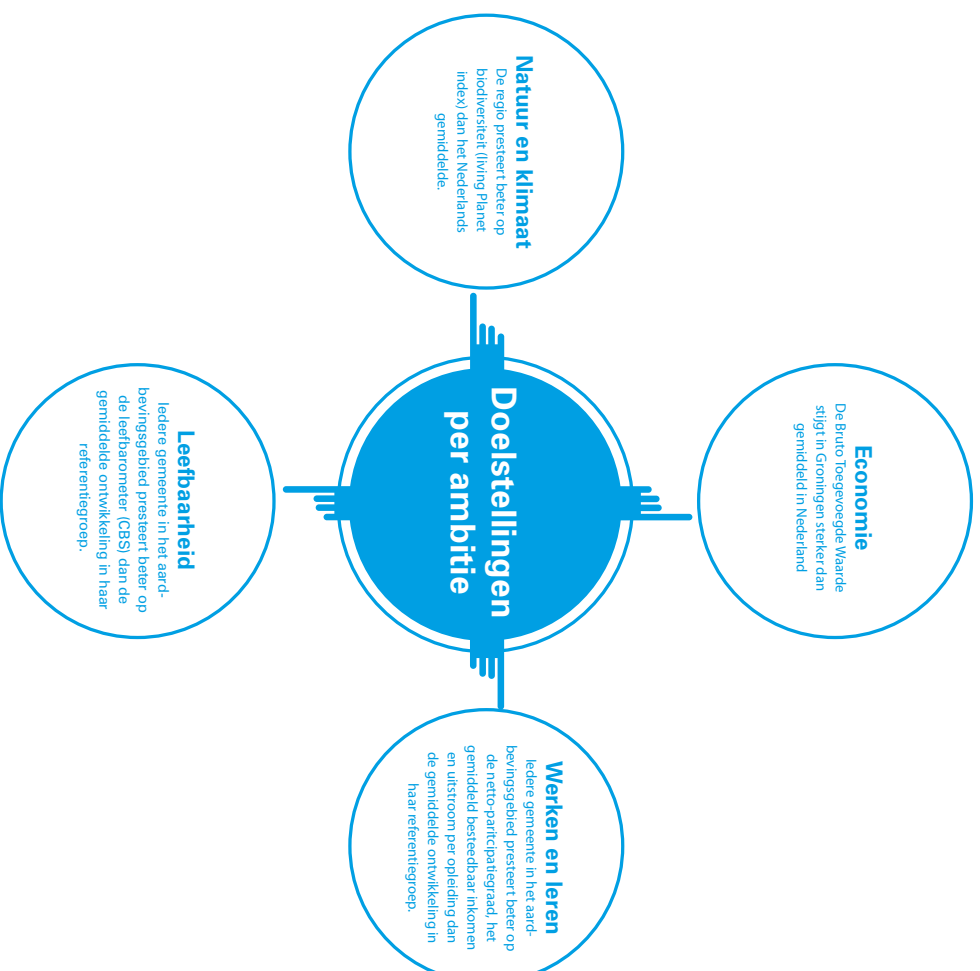 Economie
De Bruto Toegevoegde Waarde
stijgt in Groningen sterker dan
gemiddeld in Nederland
Natuur en klimaat
De regio presteert beter op
biodiversiteit (living Planet
index) dan het Nederlands
gemiddelde.
Doelstellingen
per ambitie
Werken en leren
Iedere gemeente in het aard-
bevingsgebied presteert beter op
de netto-paritcipatiegraad, het
gemiddeld besteedbaar inkomen
en uitstroom per opleiding dan
de gemiddelde ontwikkeling in
haar referentiegroep.
Leefbaarheid
Iedere gemeente in het aard-
bevingsgebied presteert beter op
de leefbarometer (CBS) dan de
gemiddelde ontwikkeling in haar
referentiegroep.